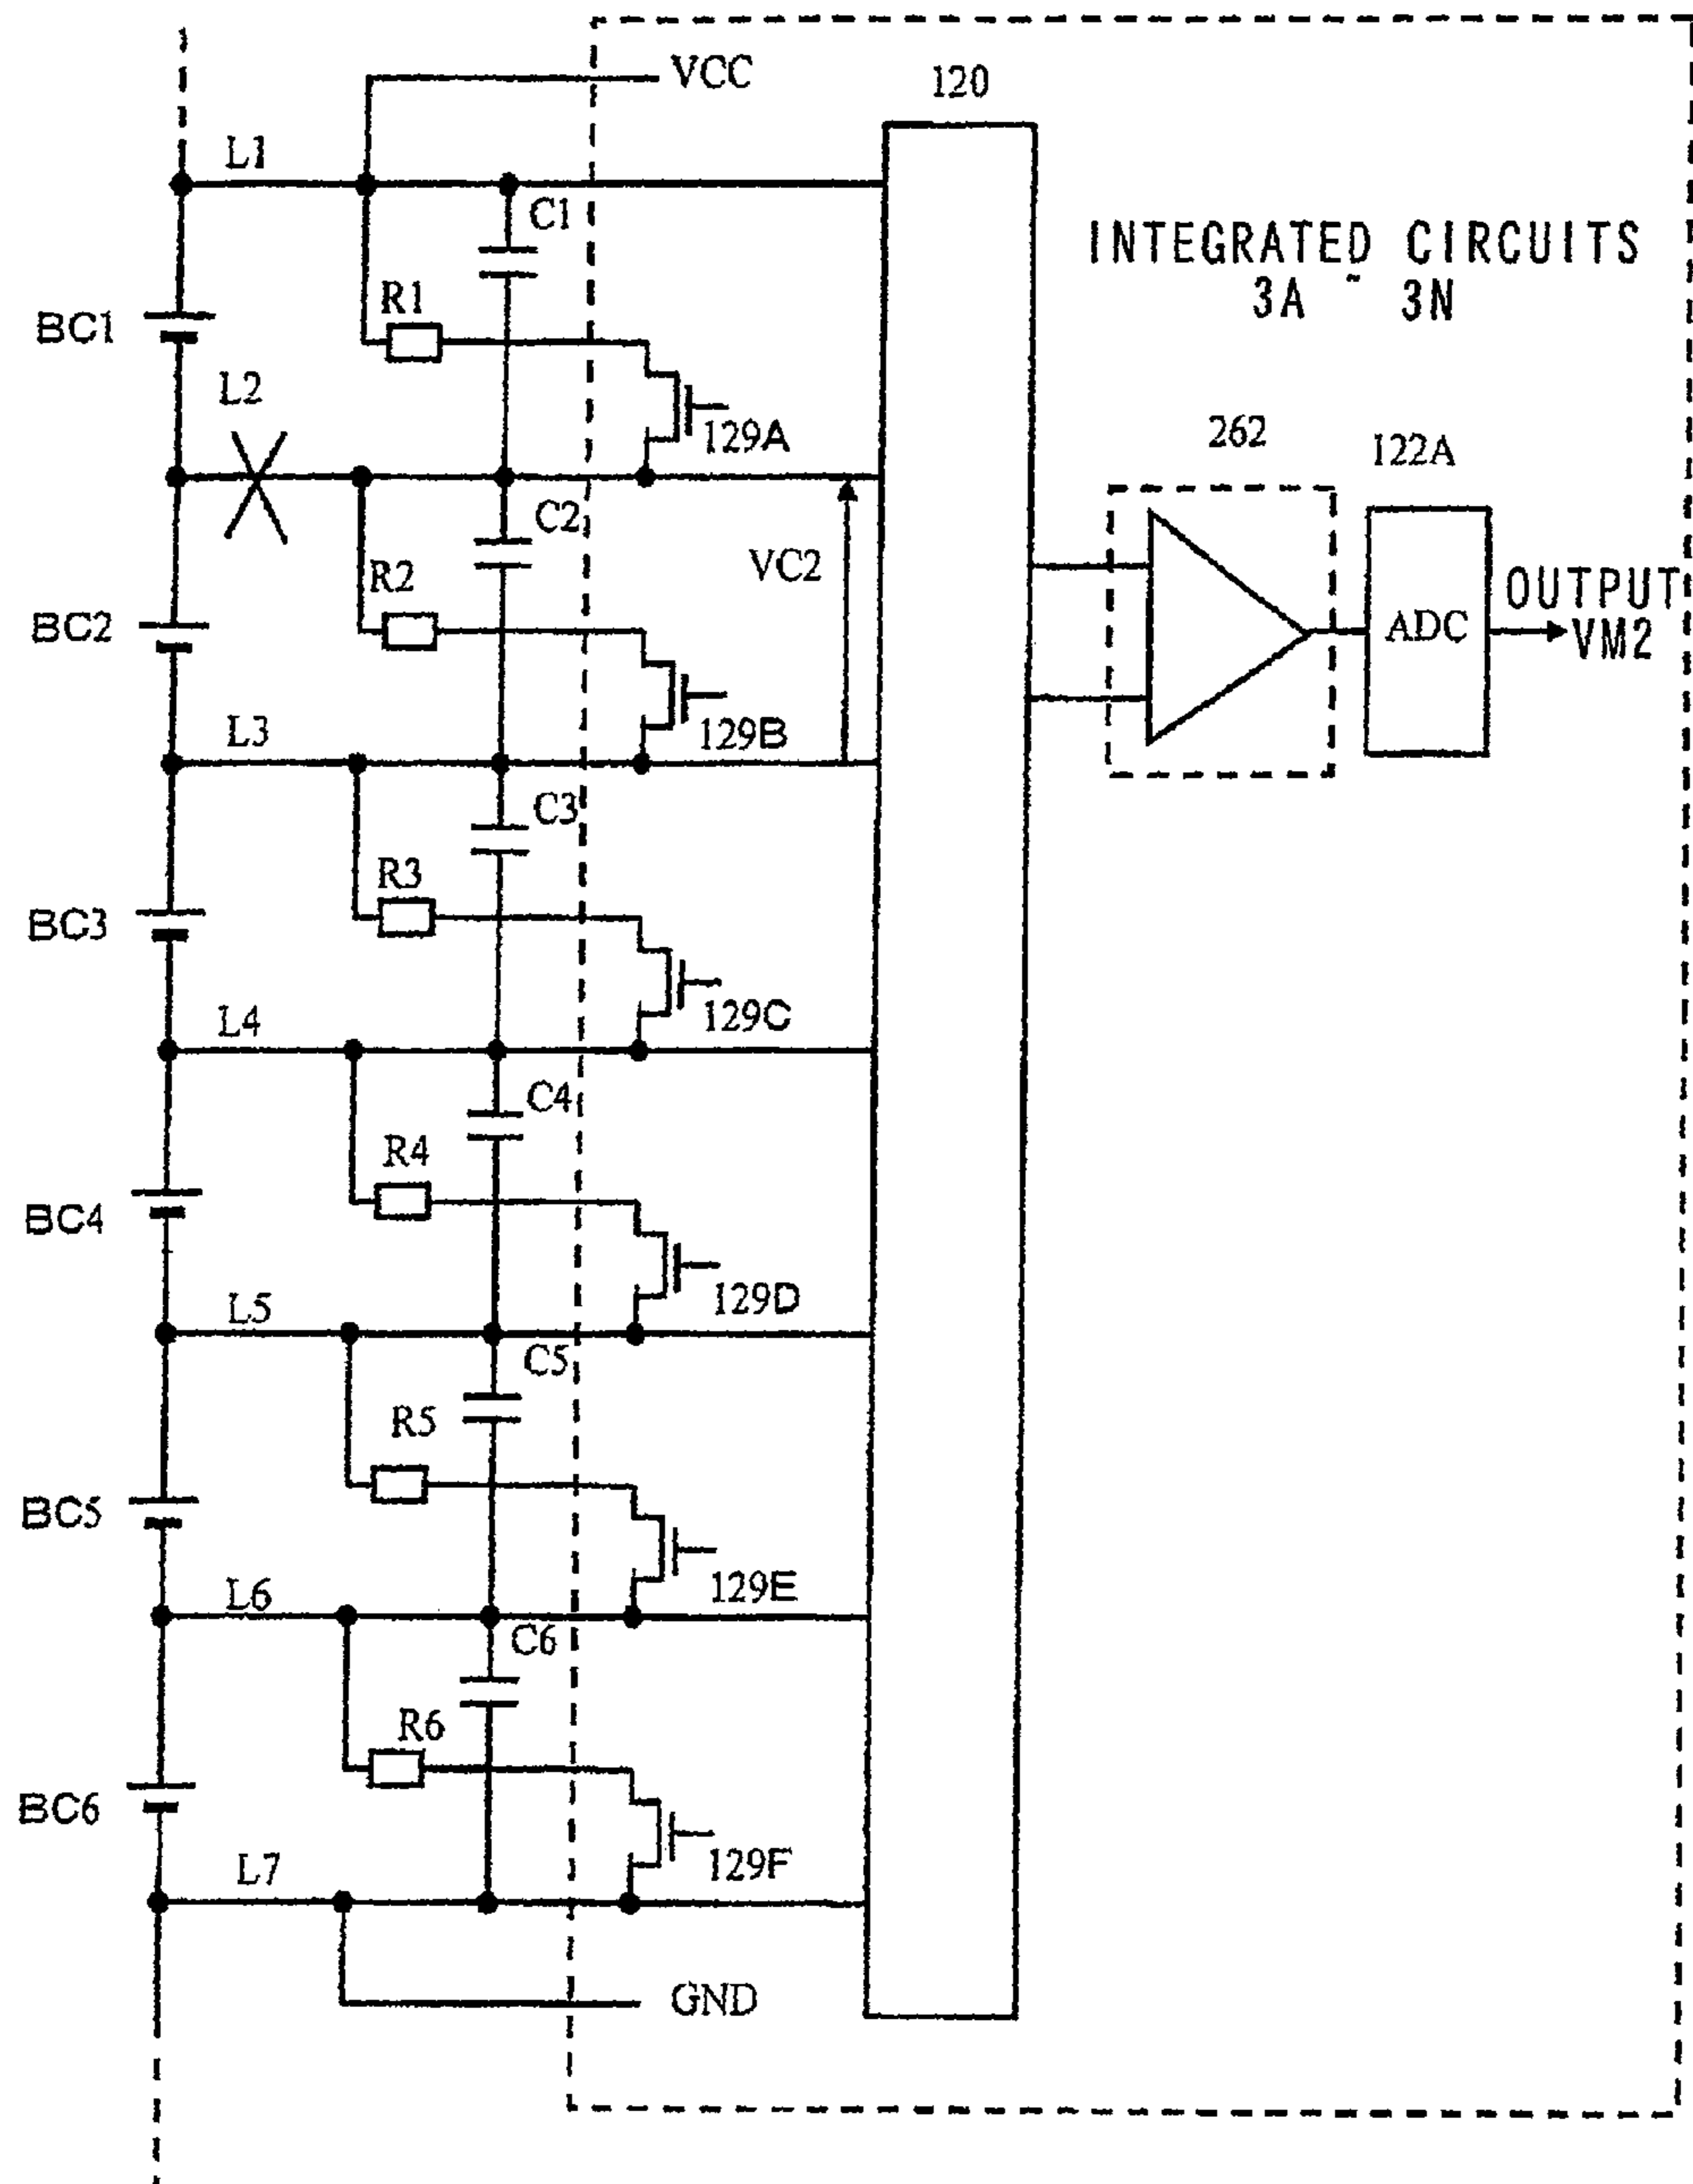 VCC
120
L1
C1
INTEGRATED CIRCUITS
3A ~ 3N
R1
BC1
L2
129A
262
122A
C2
VC2
R2
OUTPUT
VM2
ADC
BC2
L3
129B
C3
R3
BC3
L4
129C
C4
R4
BC4
L5
129D
C5
R5
BC5
L6
129E
C6
R6
BC6
L7
129F
GND